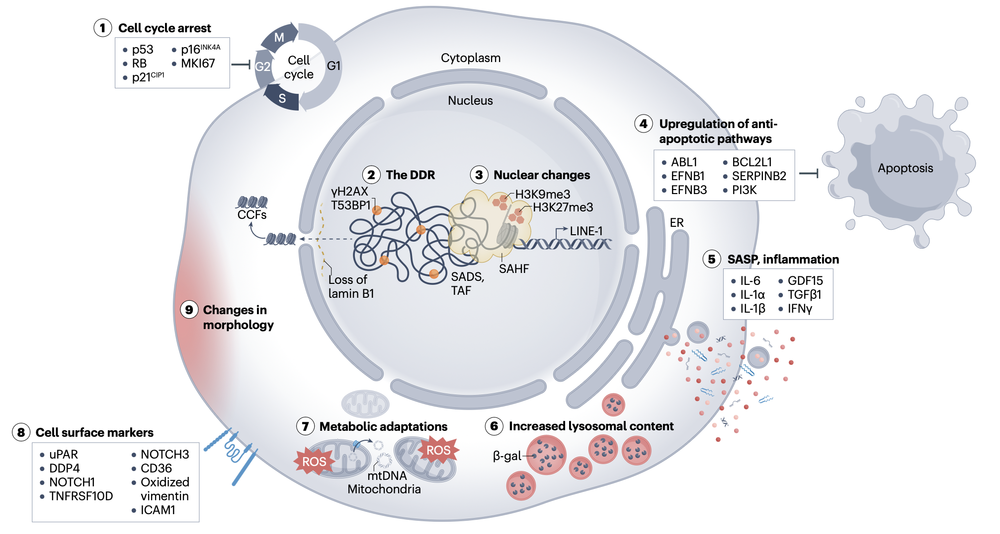 1 Cell cycle arrest
• p53
• RB
• p21CIP1
• p16INK4A
• MKI67
M
G1
G2
S
Cell
cycle
Cytoplasm
Nucleus
2 The DDR
γH2AX
T53BP1
3 Nuclear changes
H3K9me3
H3K27me3
LINE-1
SAHF
SADS,
TAF
CCFs
Loss of
lamin B1
4 Upregulation of anti-
apoptotic pathways
• ABL1
• EFNB1
• EFNB3
• BCL2L1
• SERPINB2
• PI3K
Apoptosis
ER
5 SASP, inflammation
• IL-6
• IL-1α
• IL-1β
• GDF15
• TGFβ1
• IFNγ
9 Changes in
morphology
8 Cell surface markers
• uPAR
• DDP4
• NOTCH1
• TNFRSF10D
• NOTCH3
• CD36
• Oxidized
vimentin
• ICAM1
7 Metabolic adaptations
ROS
ROS
mtDNA
Mitochondria
6 Increased lysosomal content
β-gal